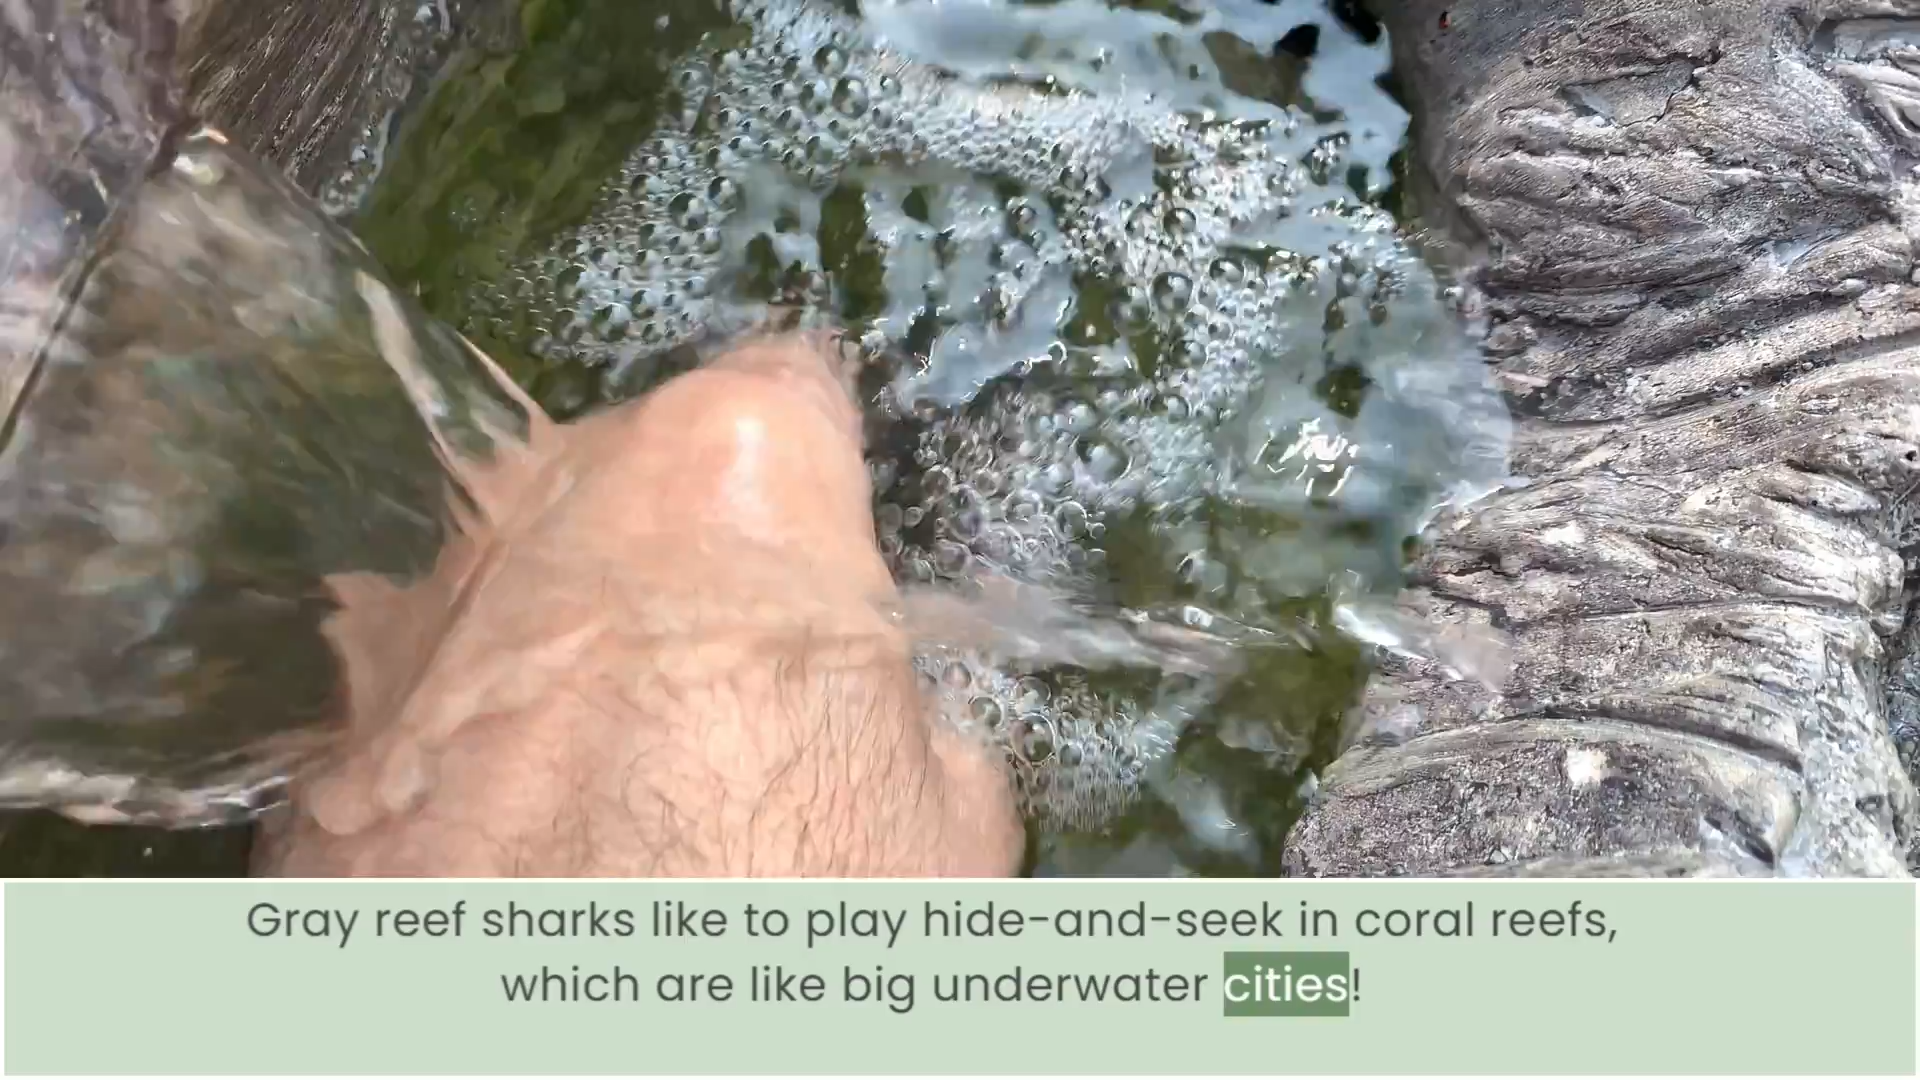 Gray reef sharks like to play hide-and-seek in coral reefs,
which are like big underwater cities!